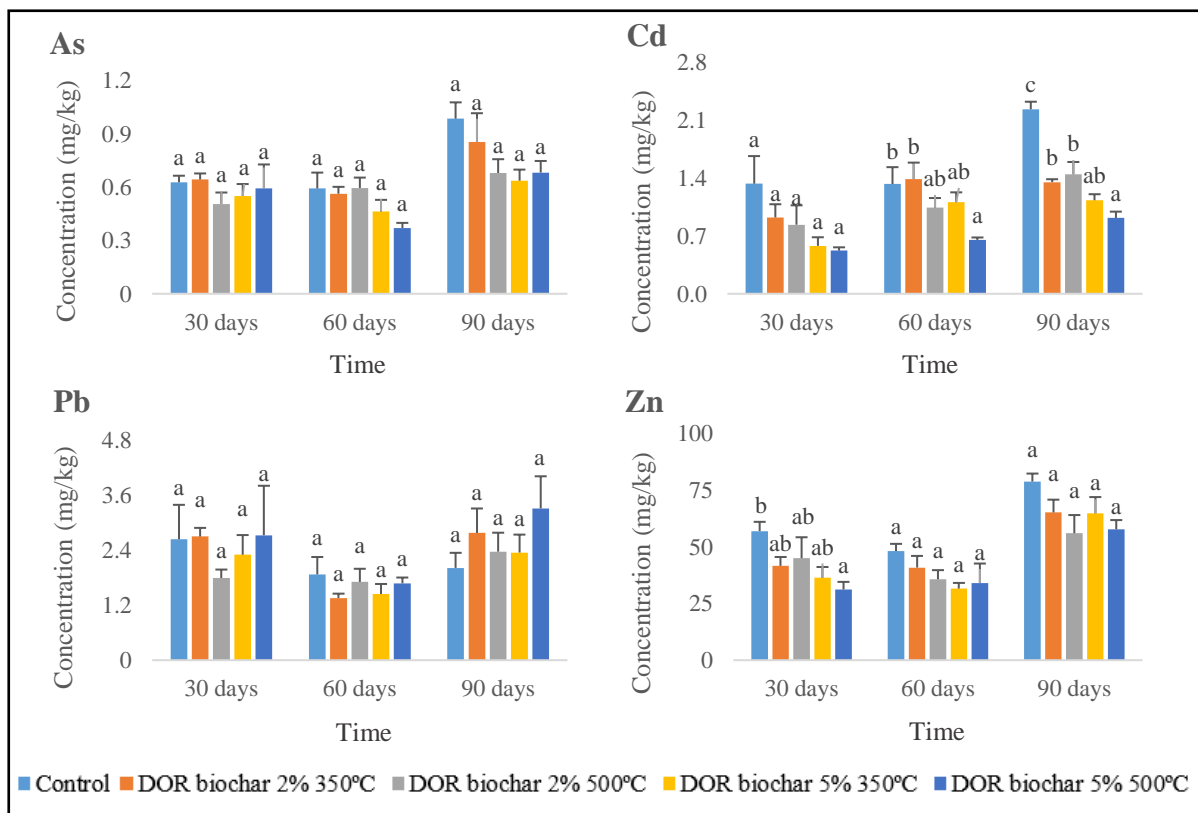 As
Concentration (mg/kg)
1.2
0.9
0.6
0.3
0
a a a a a
a a a a a
a a a a a
30 days 60 days 90 days
Time
Cd
Concentration (mg/kg)
2.8
2.1
1.4
0.7
0.0
a a a a a
b b ab ab a
c b b ab a
30 days 60 days 90 days
Time
Pb
Concentration (mg/kg)
4.8
3.6
2.4
1.2
0
a a a a a
a a a a a
a a a a a
30 days 60 days 90 days
Time
Zn
Concentration (mg/kg)
100
75
50
25
0
b ab ab ab a
a a a a a
a a a a a
30 days 60 days 90 days
Time
Control DOR biochar 2% 350ºC DOR biochar 2% 500ºC DOR biochar 5% 350ºC DOR biochar 5% 500ºC